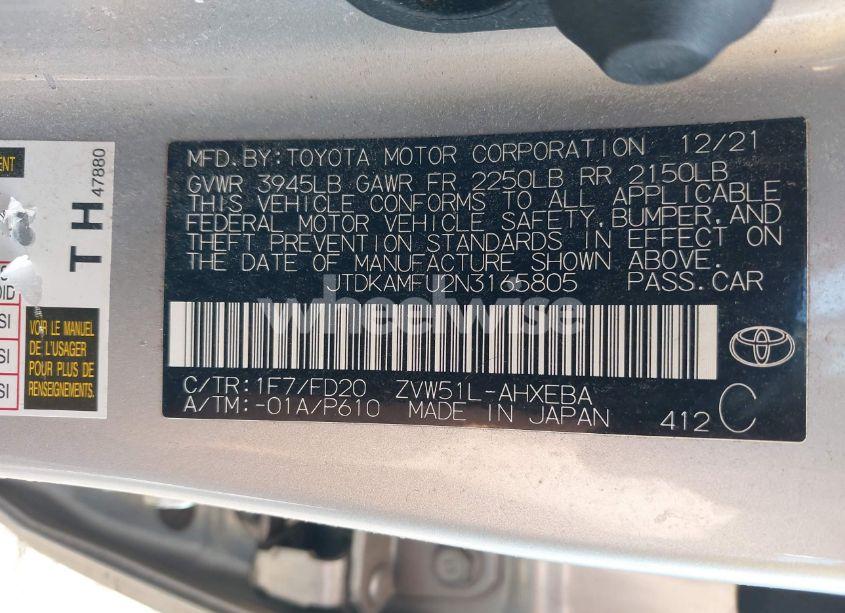 MFD.BY:TOYOTA MOTOR CORPORATION 12/21
GVWR 3945LB GAWR FR 2250LB RR 2150LB
THIS VEHICLE CONFORMS TO ALL APPLICABLE
FEDERAL MOTOR VEHICLE SAFETY,BUMPER,AND
THEFT PREVENTION STANDARDS IN EFFECT ON
THE DATE OF MANUFACTURE SHOWN ABOVE.
JTDKAMFU2N3165805 PASS.CAR
wheelwise
C/TR:1F7/FD20 ZVW51L-AHXEBA
A/TM:-01A/P610 MADE IN JAPAN 412 C
TH
47880
VOIR LE MANUEL
DE L'USAGER
POUR PLUS DE
RENSEIGNEMENTS.